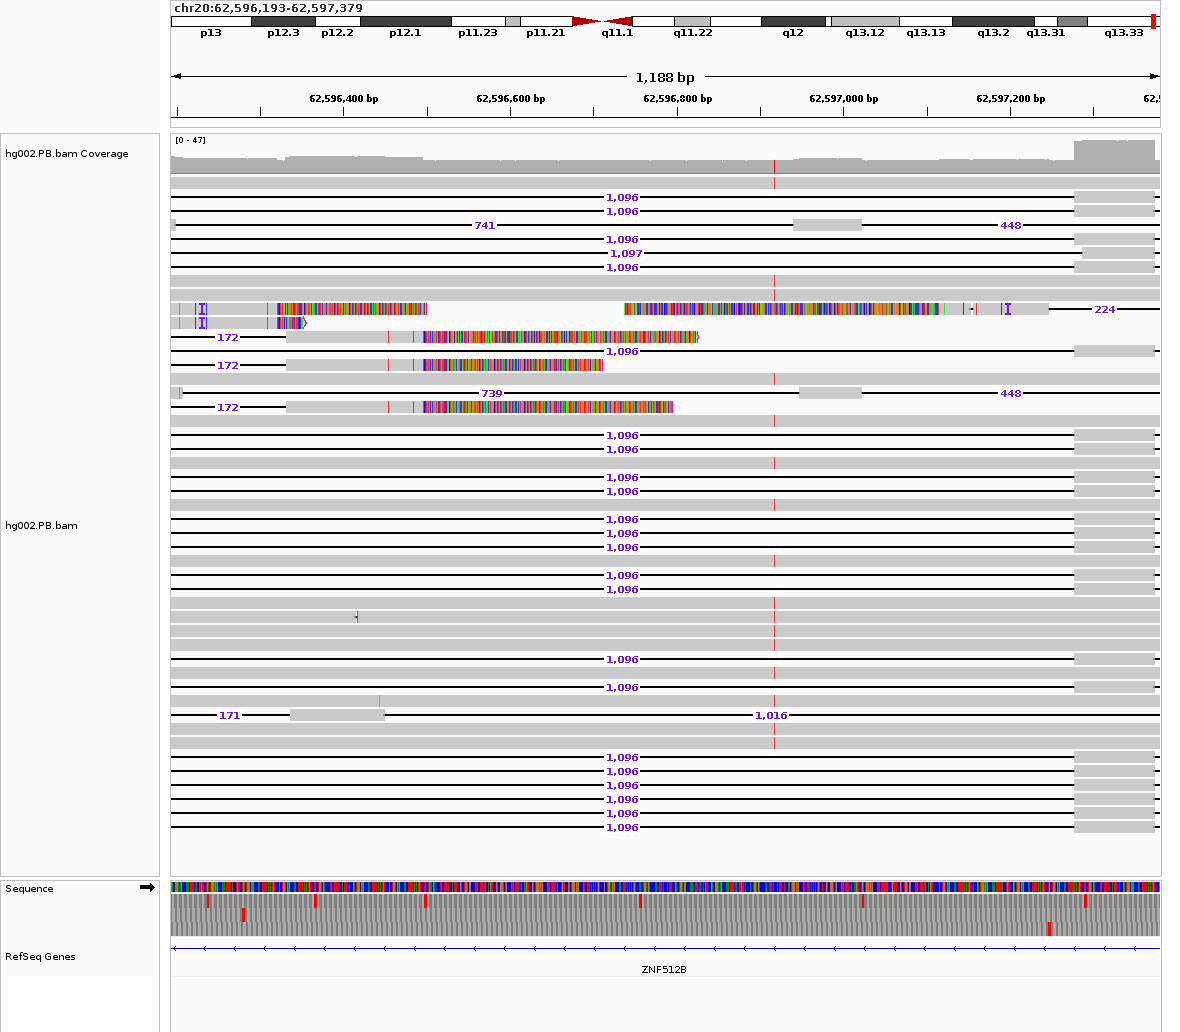 chr20:62,596,193-62,597,379
p13 p12.3 p12.2 p12.1 p11.23 p11.21 q11.1 q11.22 q12 q13.12 q13.13 q13.2 q13.31 q13.33
1,188 bp
62,596,400 bp 62,596,600 bp 62,596,800 bp 62,597,000 bp 62,597,200 bp 62,5
[0 - 47]
hg002.PB.bam Coverage
1,096
1,096
741 448
1,096
1,097
1,096
I I 224
I
172
1,096
172
739 448
172
1,096
1,096
1,096
1,096
1,096
hg002.PB.bam
1,096
1,096
1,096
1,096
1,096
1,096
171 1,016
1,096
1,096
1,096
1,096
1,096
1,096
Sequence
RefSeq Genes
ZNF512B